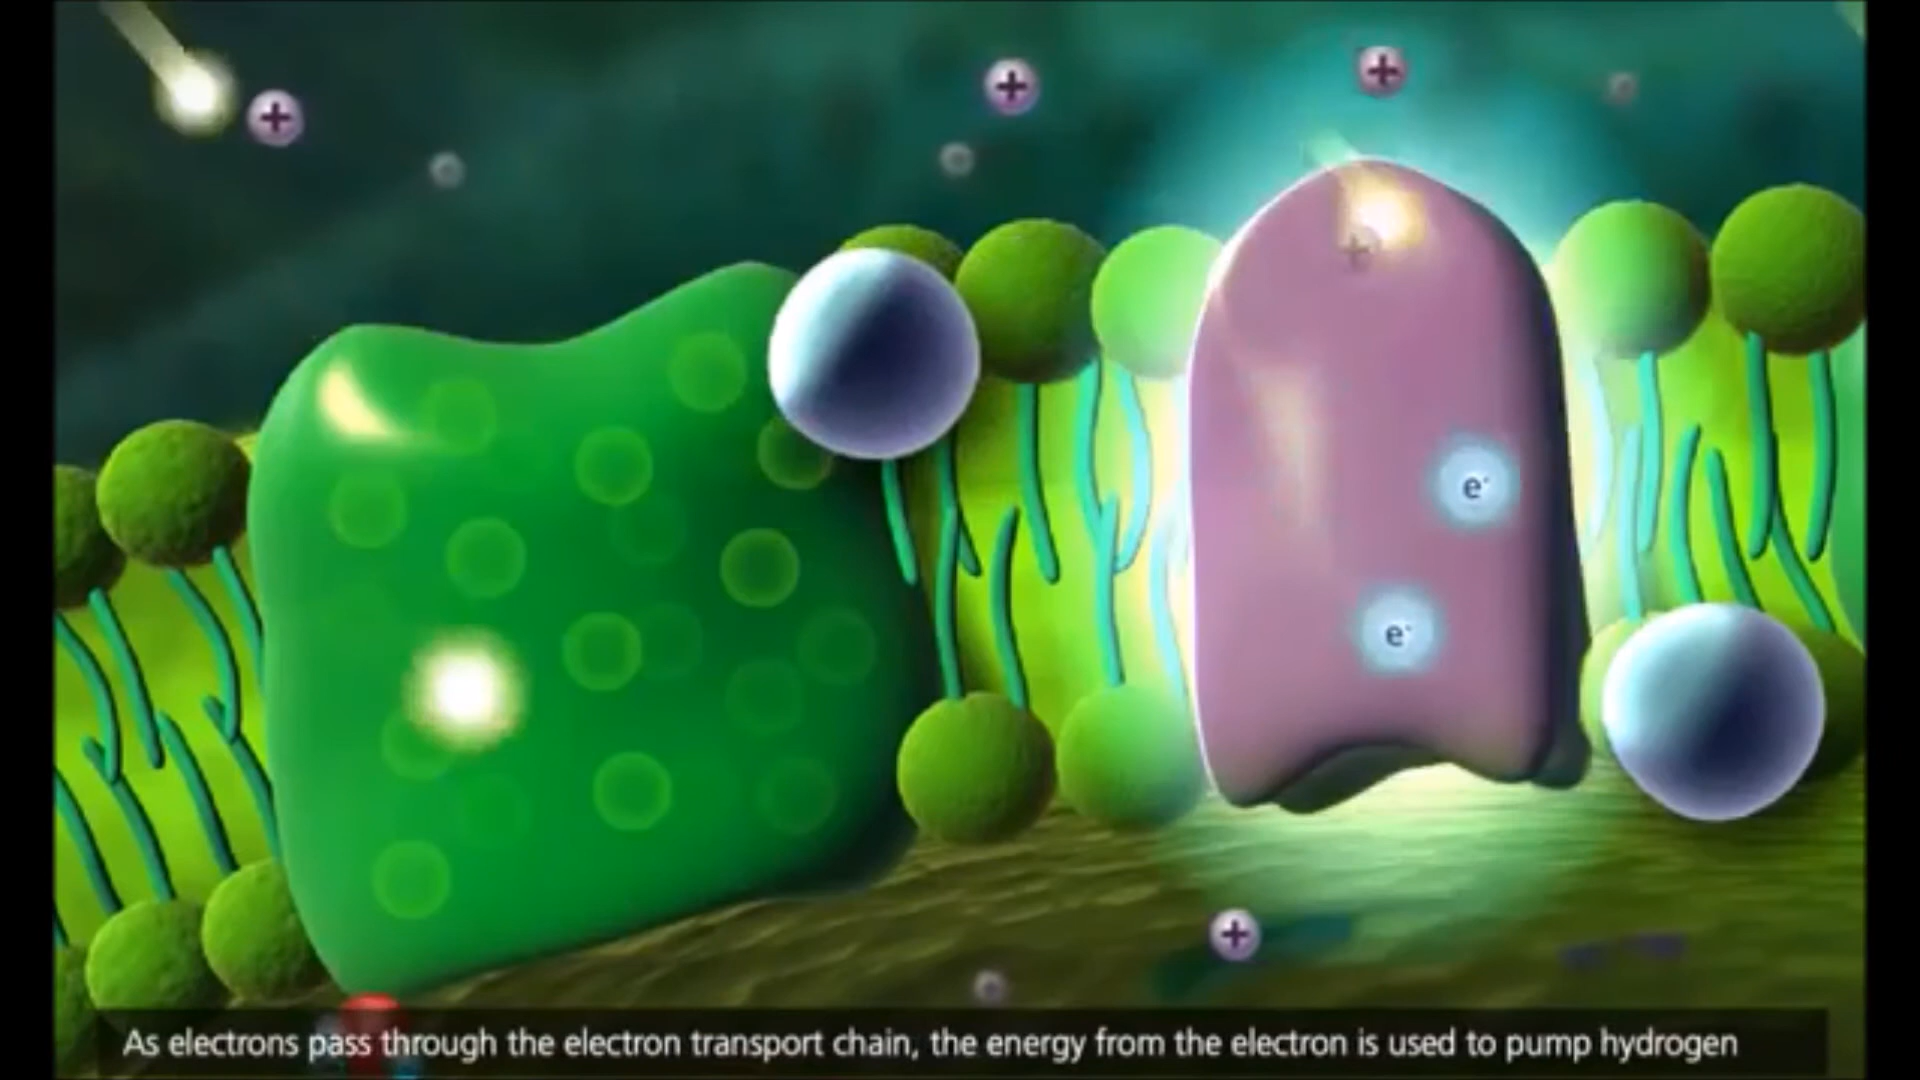 +
+
+
+
e-
e-
+
As electrons pass through the electron transport chain, the energy from the electron is used to pump hydrogen